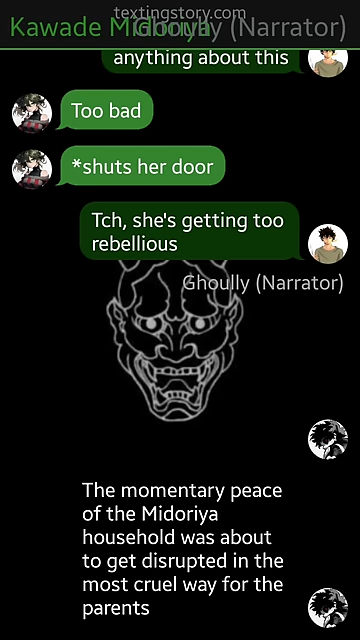 textingstory.com
Kawade Midoriya
Ghoulły (Narrator)
anything about this
Too bad
*shuts her door
Tch, she's getting too
rebellious
Ghoulły (Narrator)
The momentary peace
of the Midoriya
household was about
to get disrupted in the
most cruel way for the
parents